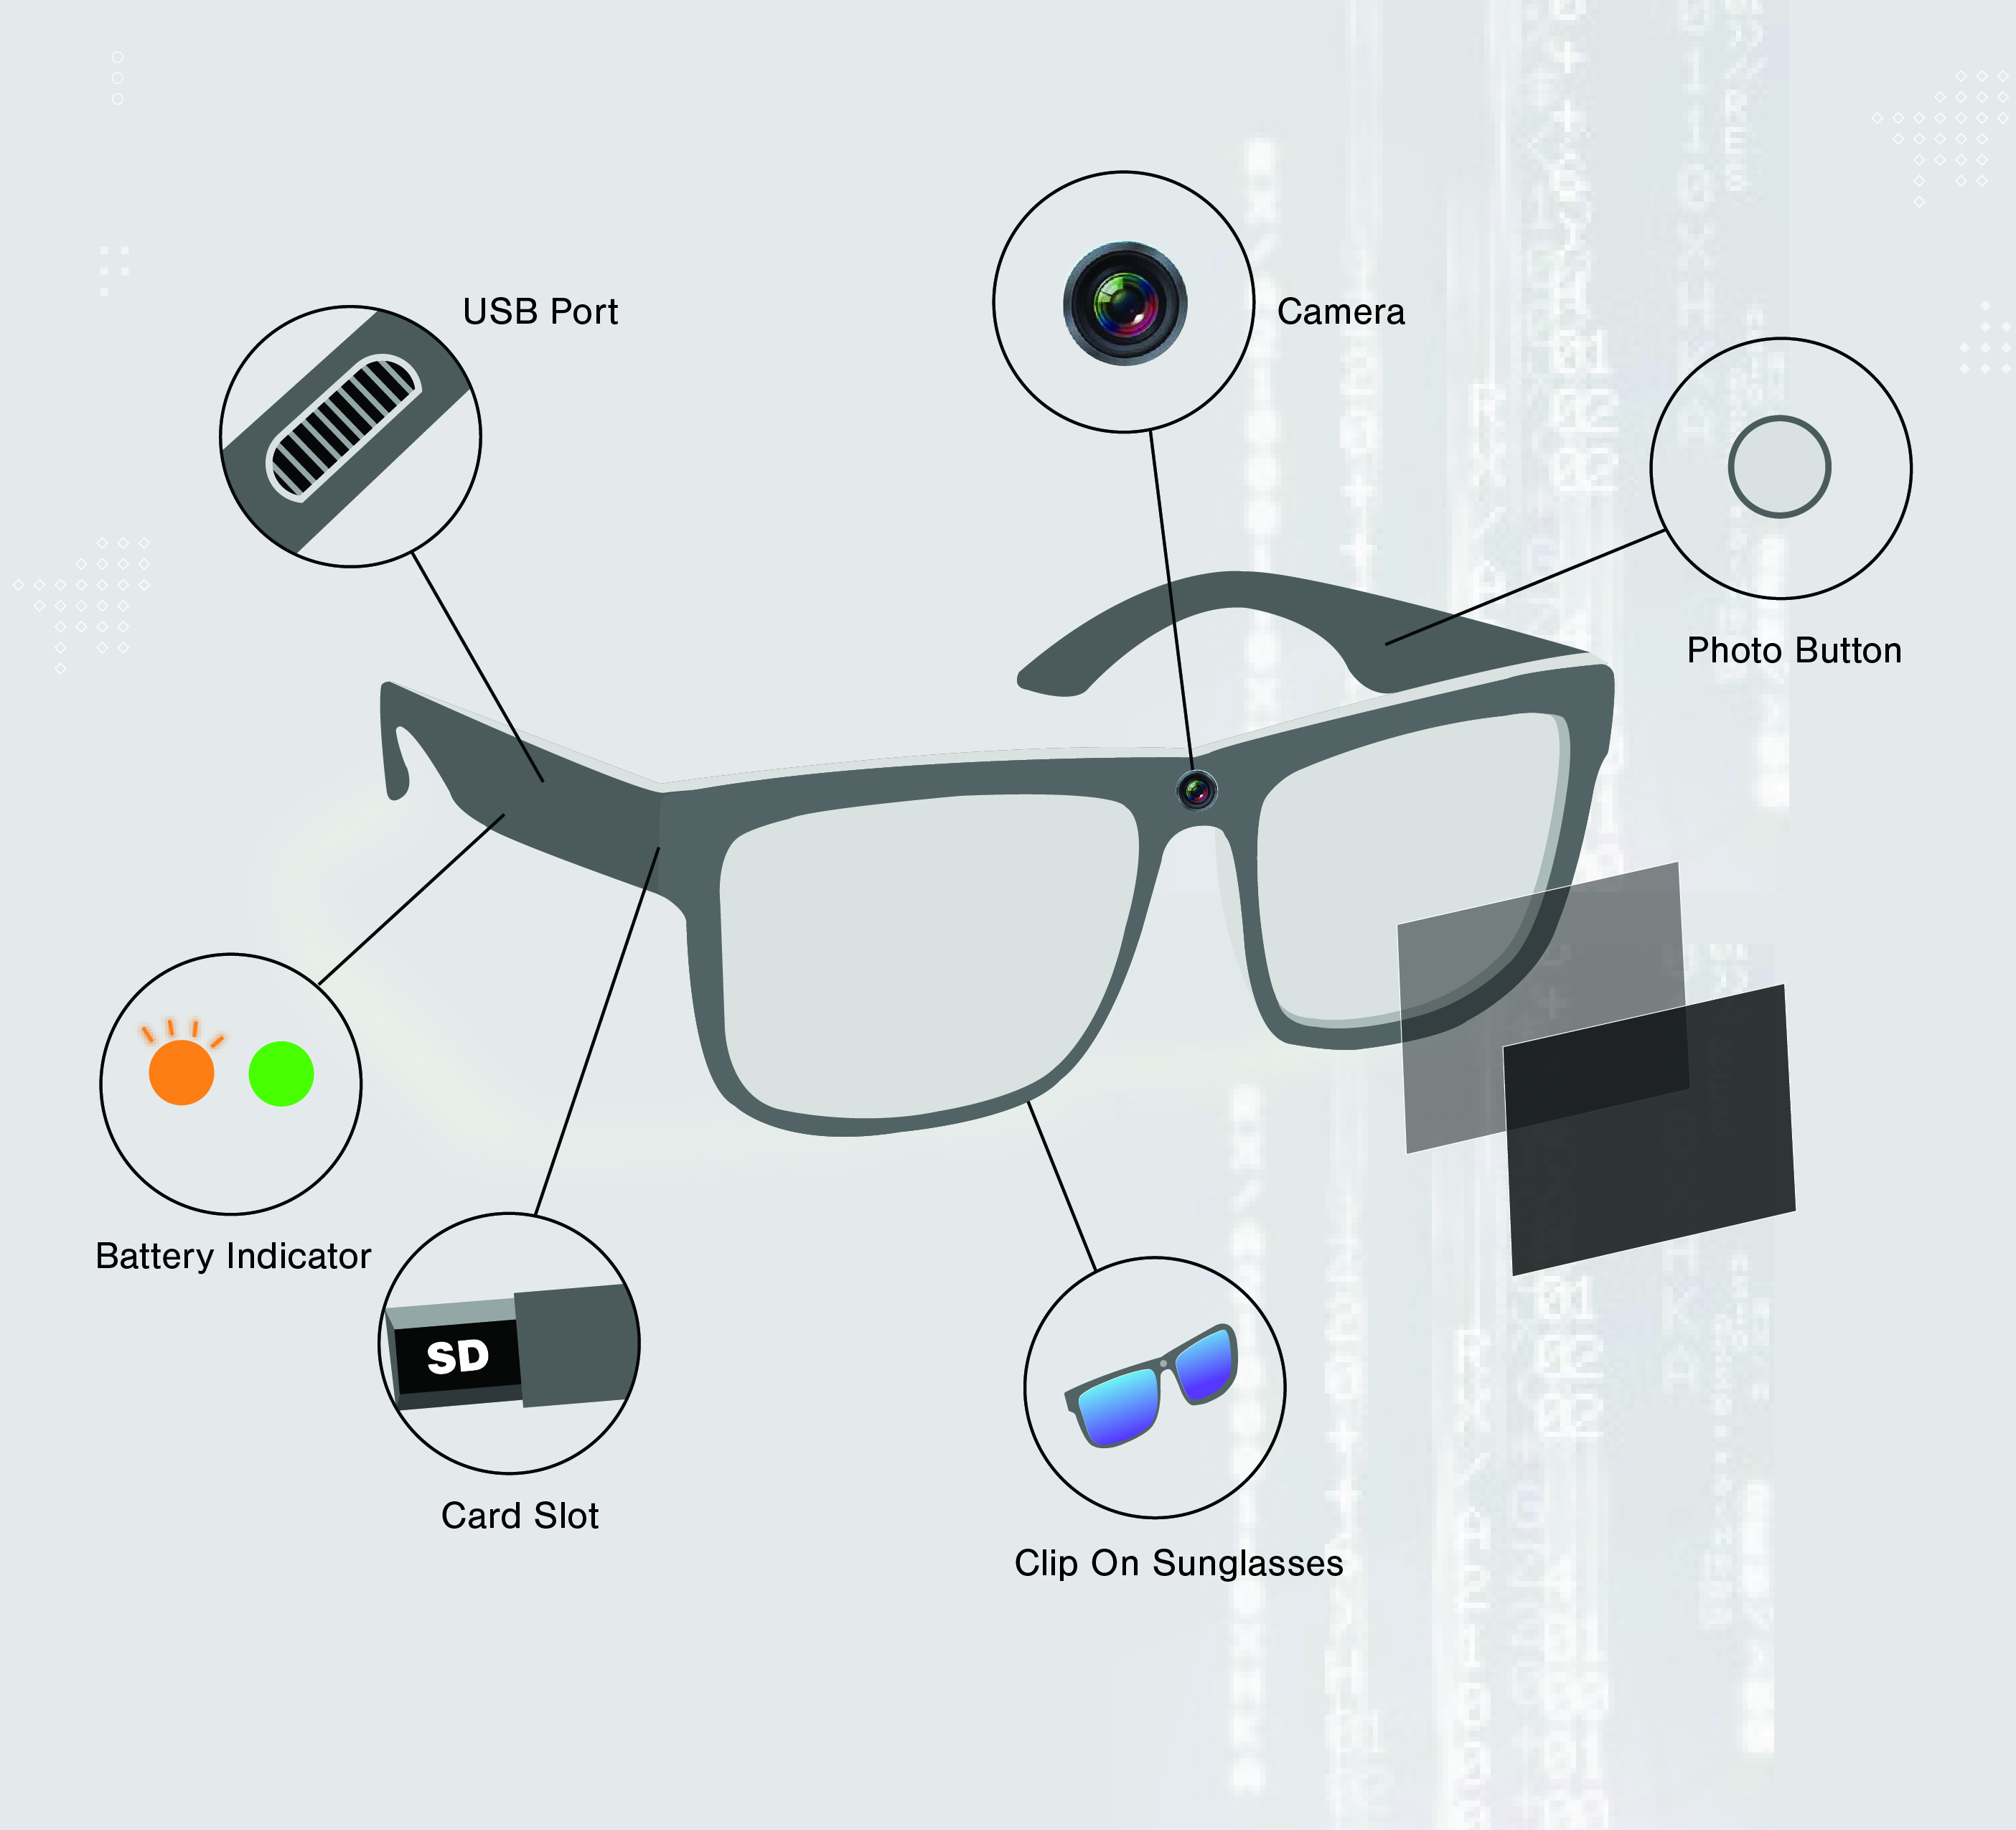 USB Port
Camera
Photo Button
Battery Indicator
SD
Card Slot
Clip On Sunglasses